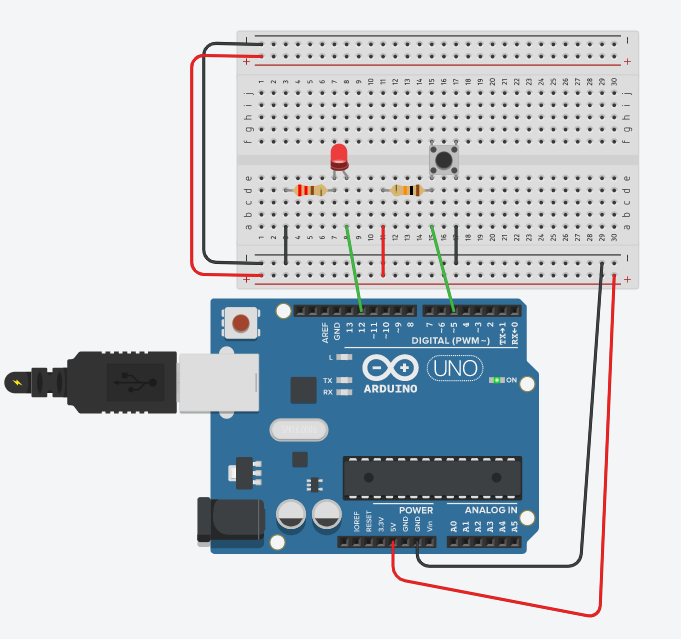 - -
+ +
1 2 3 4 5 6 7 8 9 10 11 12 13 14 15 16 17 18 19 20 21 22 23 24 25 26 27 28 29 30
j j
i i
h h
g g
f f
e e
d d
c c
b b
a a
1 2 3 4 5 6 7 8 9 10 11 12 13 14 15 16 17 18 19 20 21 22 23 24 25 26 27 28 29 30
- -
+ +
AREF GND 13 12 ~11 ~10 ~9 8 7 ~6 ~5 4 ~3 2 TX→1 RX←0
DIGITAL (PWM~)
L
TX
RX
UNO
ON
ARDUINO
POWER ANALOG IN
IOREF RESET 3.3V 5V GND GND Vin A0 A1 A2 A3 A4 A5